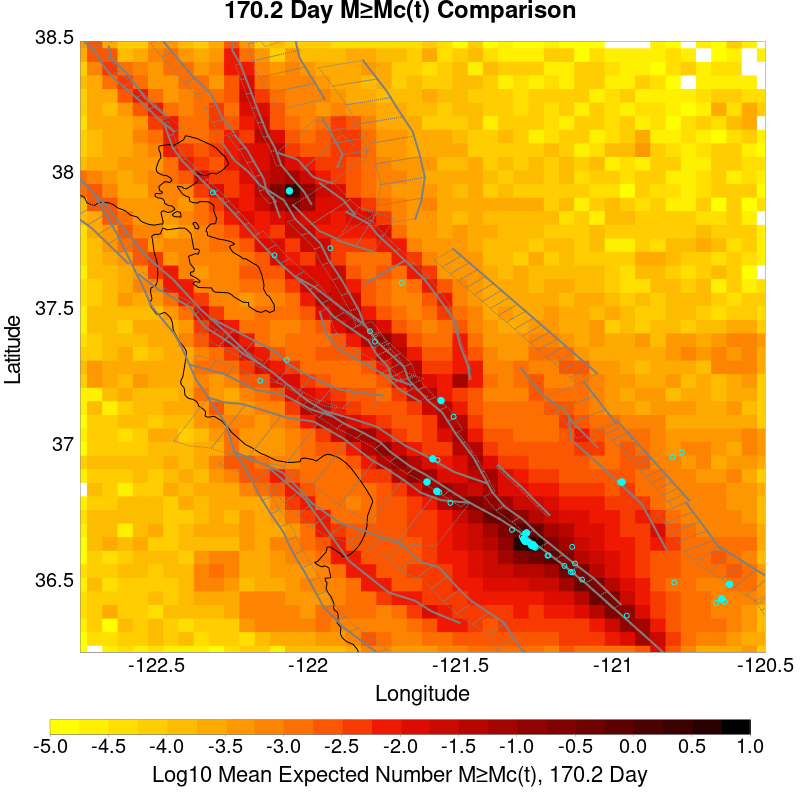 170.2 Day M≥Mc(t) Comparison
38.5
38
37.5
37
36.5
Latitude
-122.5 -122 -121.5 -121 -120.5
Longitude
-5.0 -4.5 -4.0 -3.5 -3.0 -2.5 -2.0 -1.5 -1.0 -0.5 0.0 0.5 1.0
Log10 Mean Expected Number M≥Mc(t), 170.2 Day